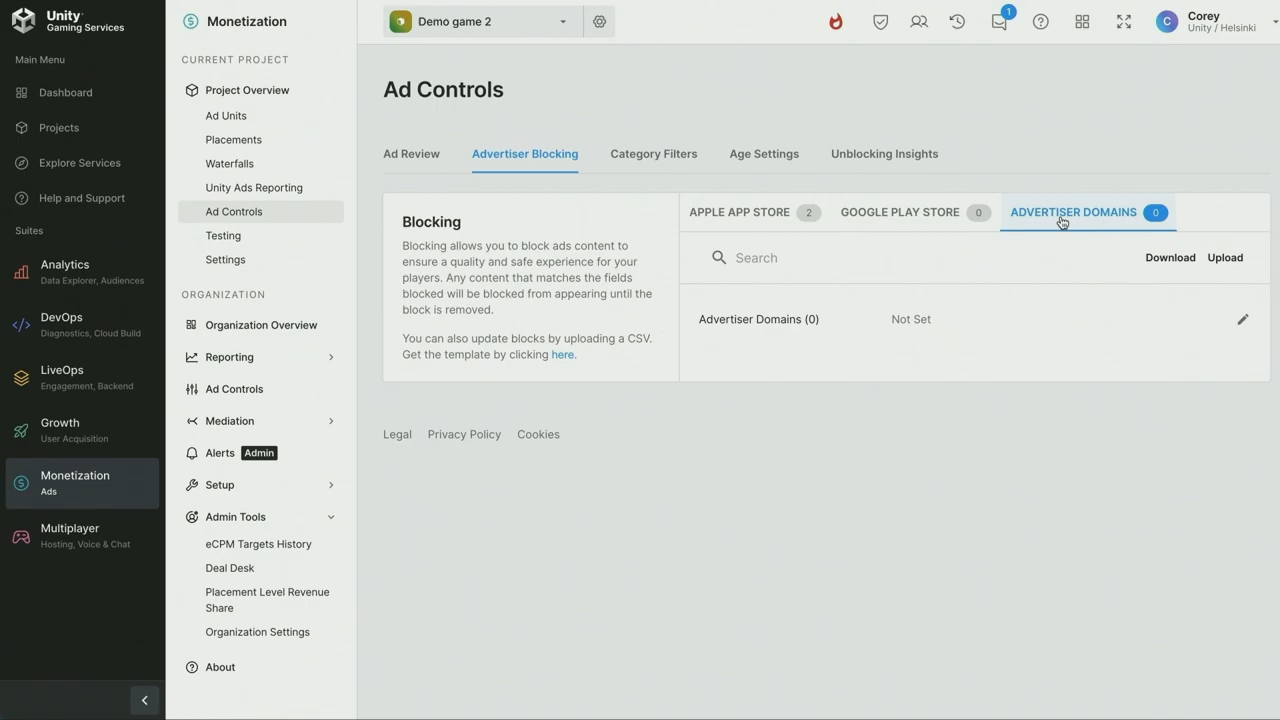 Unity
Gaming Services
Main Menu
Dashboard
Projects
Explore Services
Help and Support
Suites
Analytics
Data Explorer, Audiences
DevOps
Diagnostics, Cloud Build
LiveOps
Engagement, Backend
Growth
User Acquisition
Monetization
Ads
Multiplayer
Hosting, Voice & Chat
Monetization
CURRENT PROJECT
Project Overview
Ad Units
Placements
Waterfalls
Unity Ads Reporting
Ad Controls
Testing
Settings
ORGANIZATION
Organization Overview
Reporting
Ad Controls
Mediation
Alerts Admin
Setup
Admin Tools
eCPM Targets History
Deal Desk
Placement Level Revenue
Share
Organization Settings
About
Demo game 2
1
C
Corey
Unity / Helsinki
Ad Controls
Ad Review Advertiser Blocking Category Filters Age Settings Unblocking Insights
Blocking
Blocking allows you to block ads content to
ensure a quality and safe experience for your
players. Any content that matches the fields
blocked will be blocked from appearing until the
block is removed.
You can also update blocks by uploading a CSV.
Get the template by clicking here.
APPLE APP STORE 2 GOOGLE PLAY STORE 0 ADVERTISER DOMAINS 0
Search Download Upload
Advertiser Domains (0) Not Set
Legal Privacy Policy Cookies